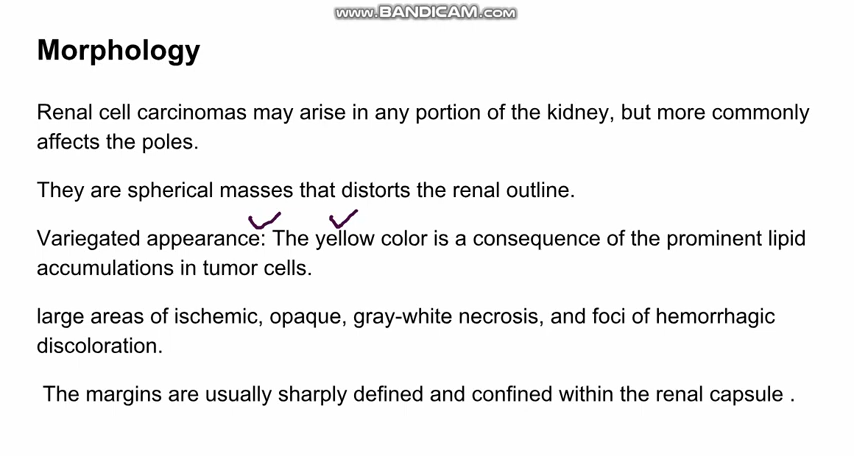 www.BANDICAM.com
Morphology
Renal cell carcinomas may arise in any portion of the kidney, but more commonly
affects the poles.
They are spherical masses that distorts the renal outline.
Variegated appearance: The yellow color is a consequence of the prominent lipid
accumulations in tumor cells.
large areas of ischemic, opaque, gray-white necrosis, and foci of hemorrhagic
discoloration.
The margins are usually sharply defined and confined within the renal capsule .